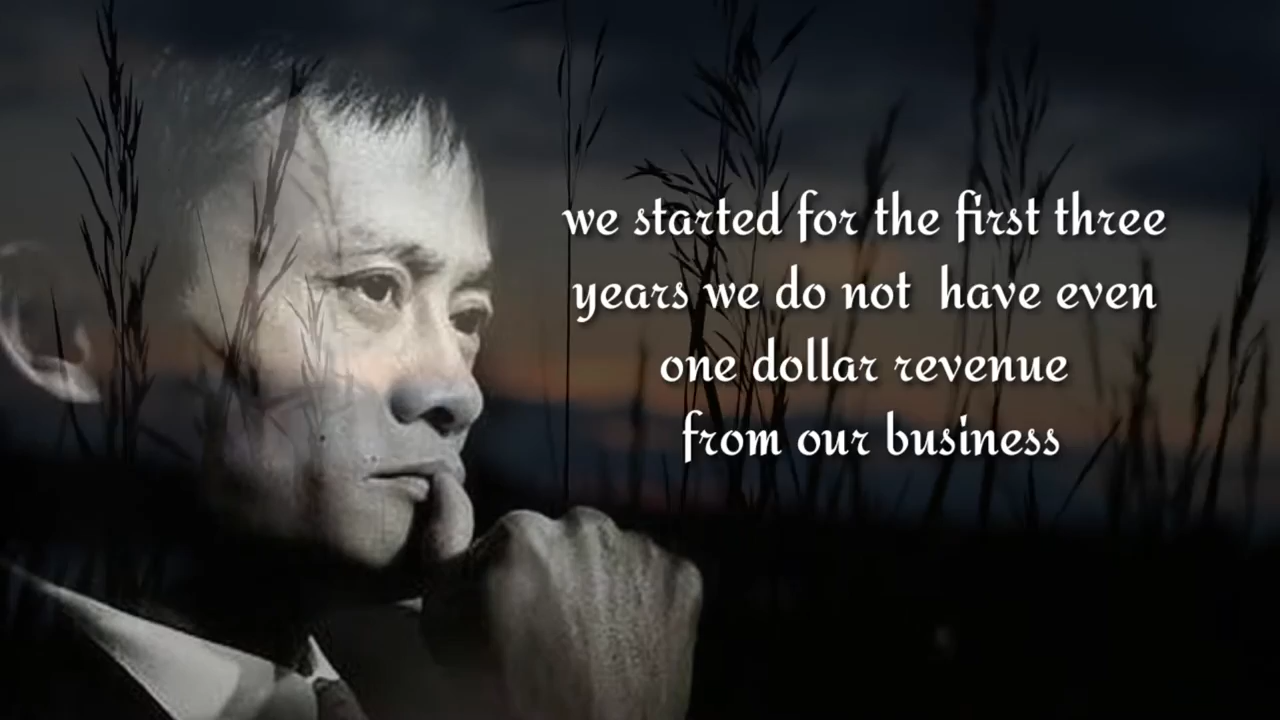 we started for the first three
years we do not have even
one dollar revenue
from our business